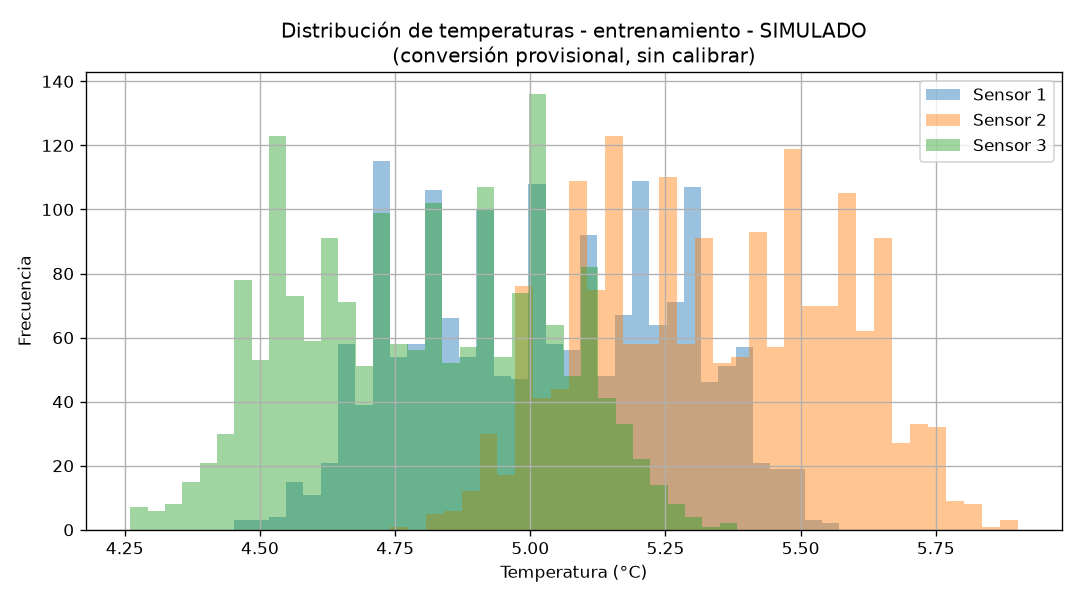 Distribución de temperaturas - entrenamiento - SIMULADO
(conversión provisional, sin calibrar)
140
120
100
80
60
40
20
0
Frecuencia
Sensor 1
Sensor 2
Sensor 3
4.25
4.50
4.75
5.00
5.25
5.50
5.75
Temperatura (°C)